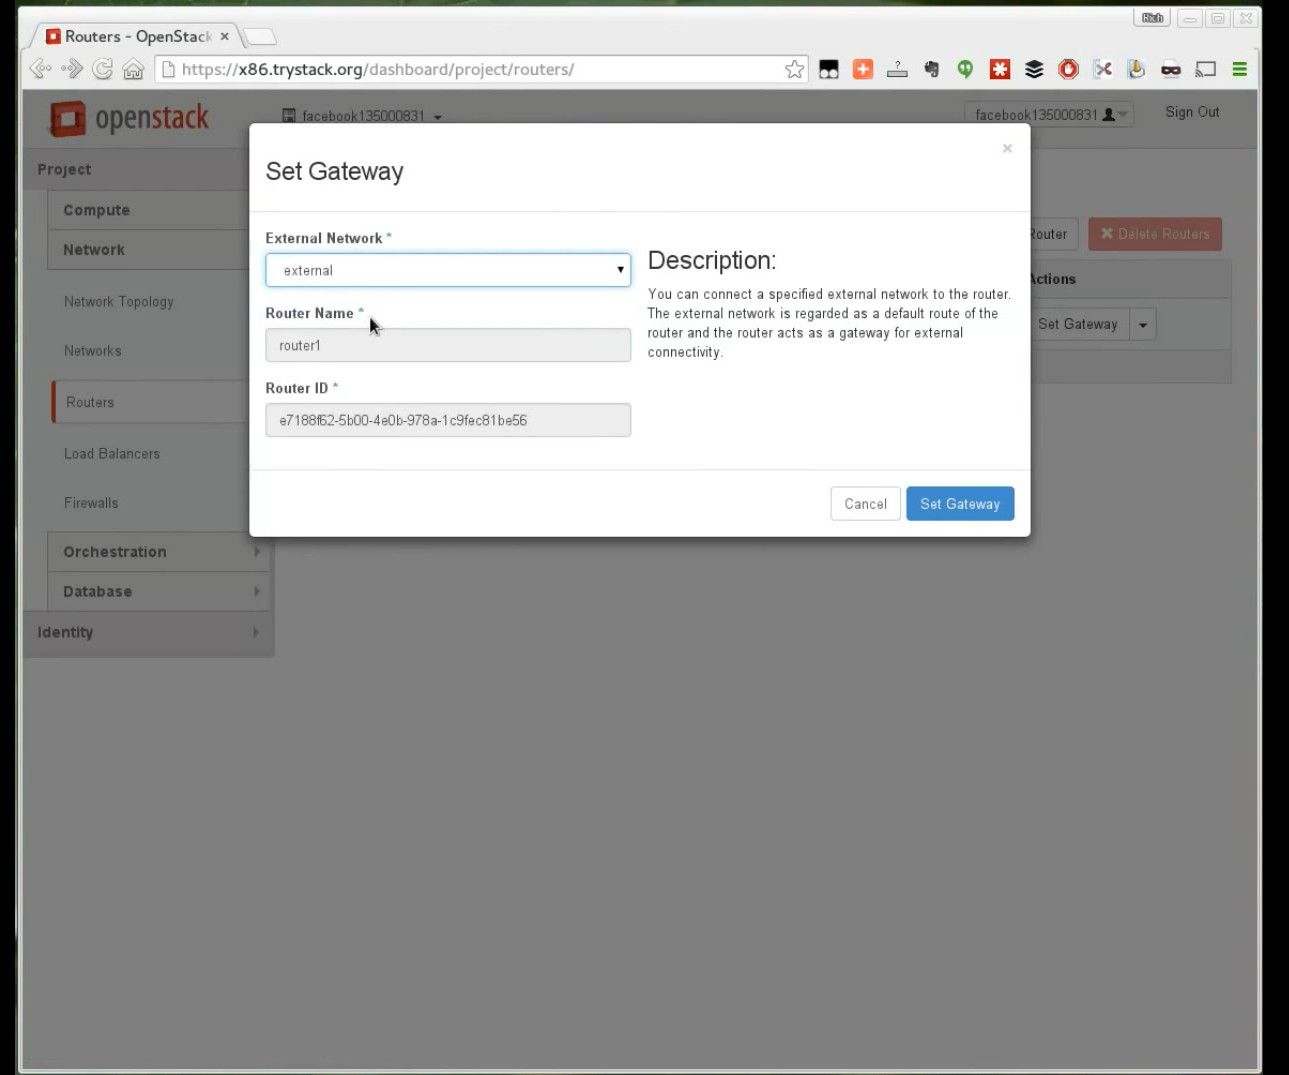 Rich
Routers - OpenStack ×
https://x86.trystack.org/dashboard/project/routers/
openstack
facebook135000831
facebook135000831
Sign Out
Project
Compute
Network
Network Topology
Networks
Routers
Load Balancers
Firewalls
Orchestration
Database
Identity
Set Gateway
×
External Network *
external
Router Name *
router1
Router ID *
e7188f62-5b00-4e0b-978a-1c9fec81be56
Description:
You can connect a specified external network to the router.
The external network is regarded as a default route of the
router and the router acts as a gateway for external
connectivity.
Cancel
Set Gateway
Router
Delete Routers
Actions
Set Gateway